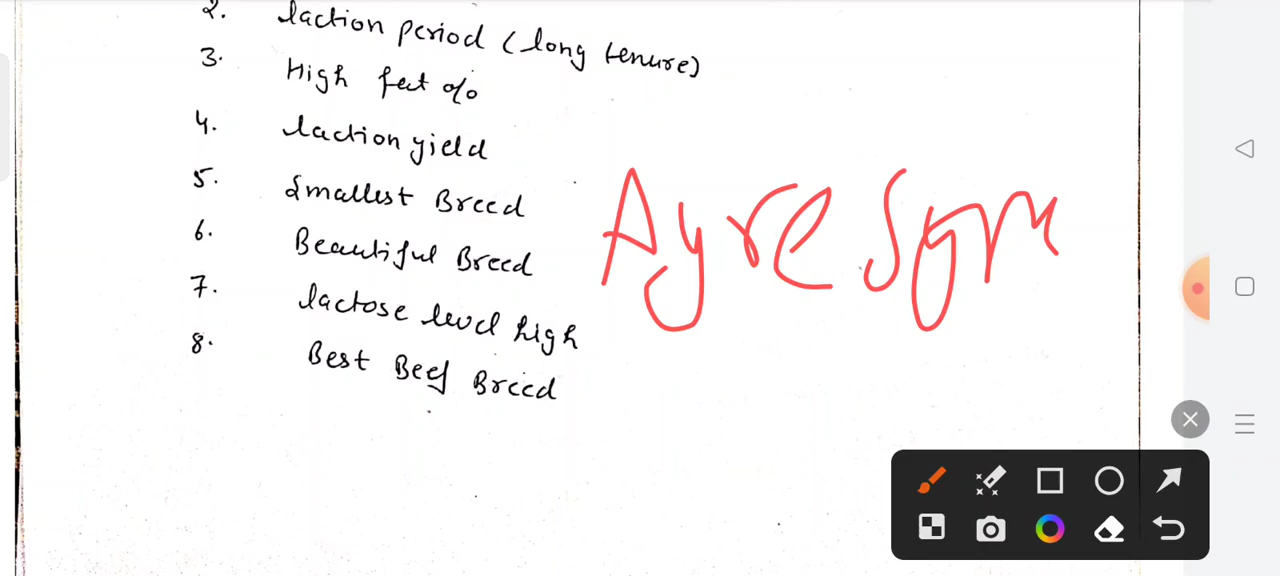 2. laction period (long tenure)
3. High fat %
4. laction yield
5. Smallest Breed
6. Beautiful Breed
7. lactose level high
8. Best Beef Breed